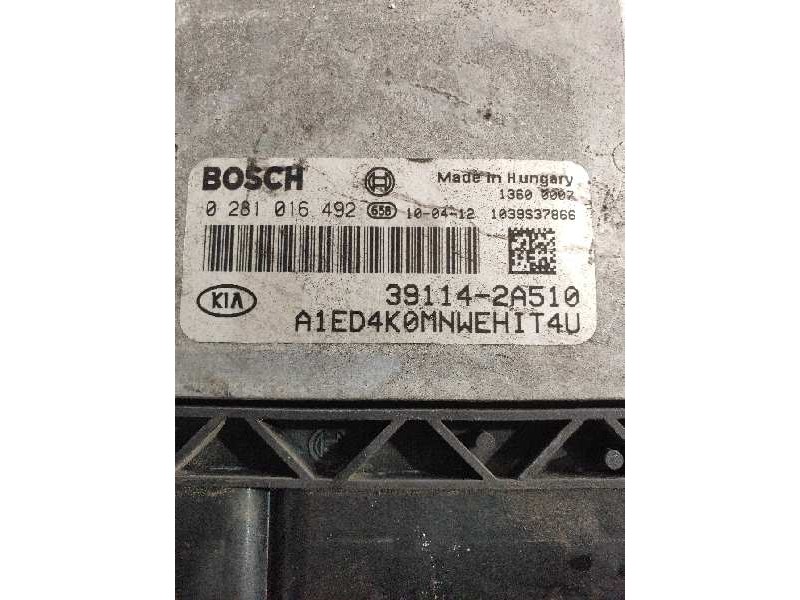 BOSCH
Made in Hungary
1360 0007
0 281 016 492 658 10-04-12 1039S37866
KIA
39114-2A510
A1ED4K0MNWEHIT4U